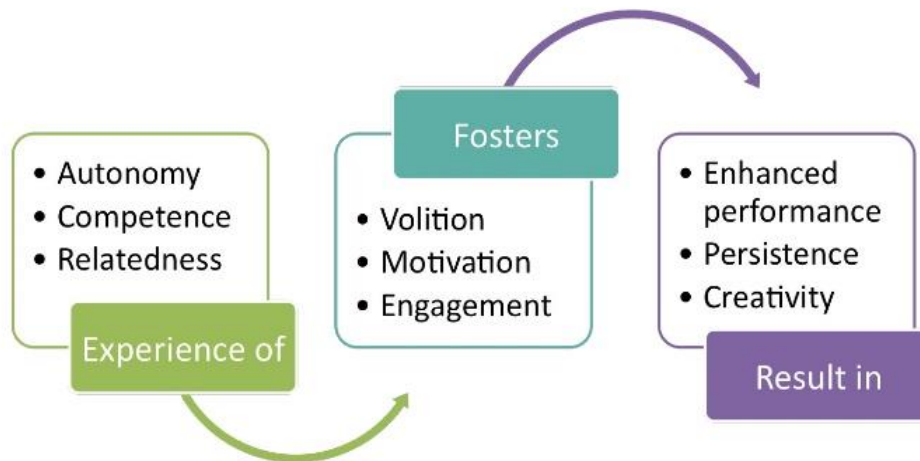 • Autonomy
• Competence
• Relatedness
Experience of
Fosters
• Volition
• Motivation
• Engagement
• Enhanced
performance
• Persistence
• Creativity
Result in